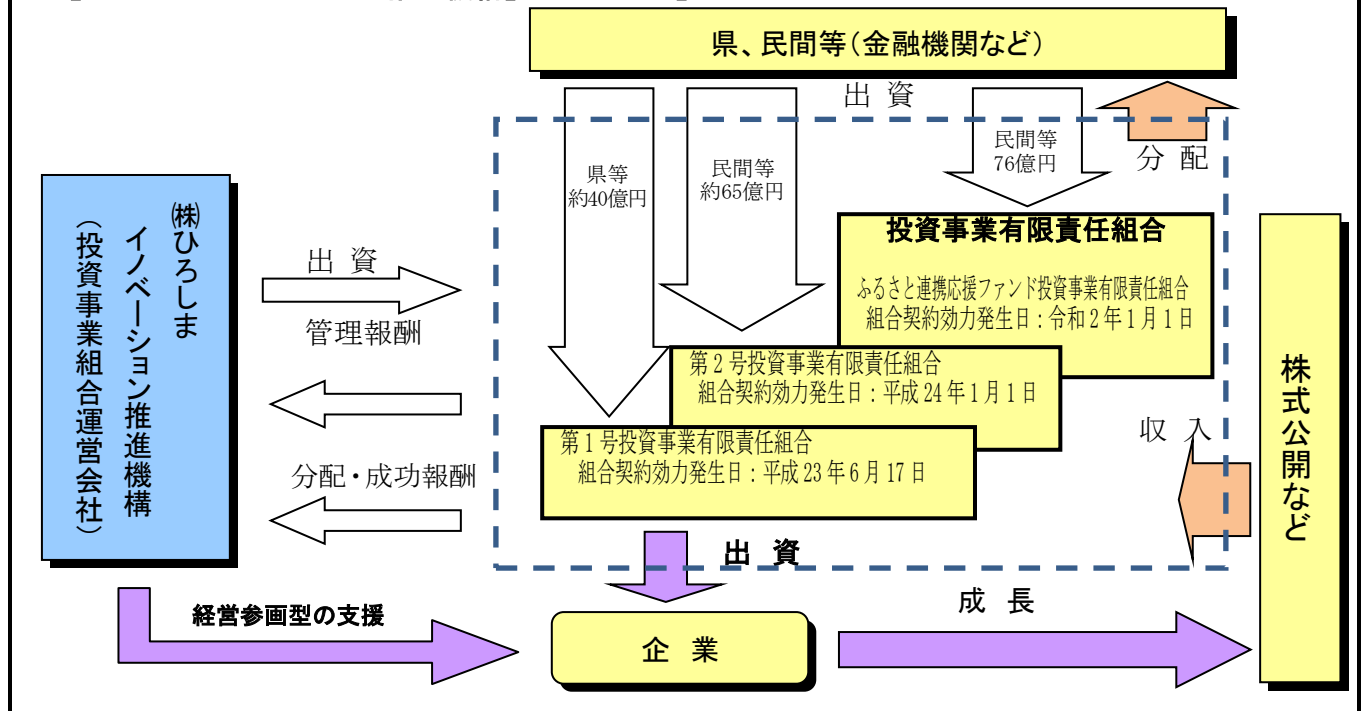 県、民間等(金融機関など)
出 資
県等
約40億円
民間等
約65億円
民間等
76億円
分 配
㈱ひろしま
イノベーション推進機構
(投資事業組合運営会社)
出 資
管理報酬
分配・成功報酬
投資事業有限責任組合
ふるさと連携応援ファンド投資事業有限責任組合
組合契約効力発生日:令和2年1月1日
第2号投資事業有限責任組合
組合契約効力発生日:平成24年1月1日
第1号投資事業有限責任組合
組合契約効力発生日:平成23年6月17日
収 入
株式公開など
出 資
経営参画型の支援
企 業
成 長